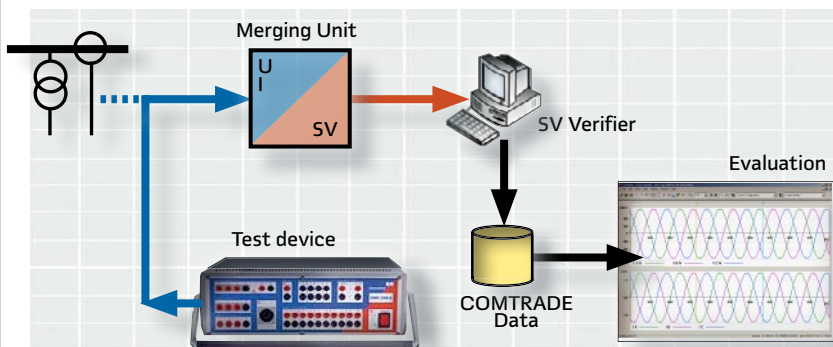 Merging Unit
U
I
SV
SV Verifier
Evaluation
Test device
COMTRADE
Data